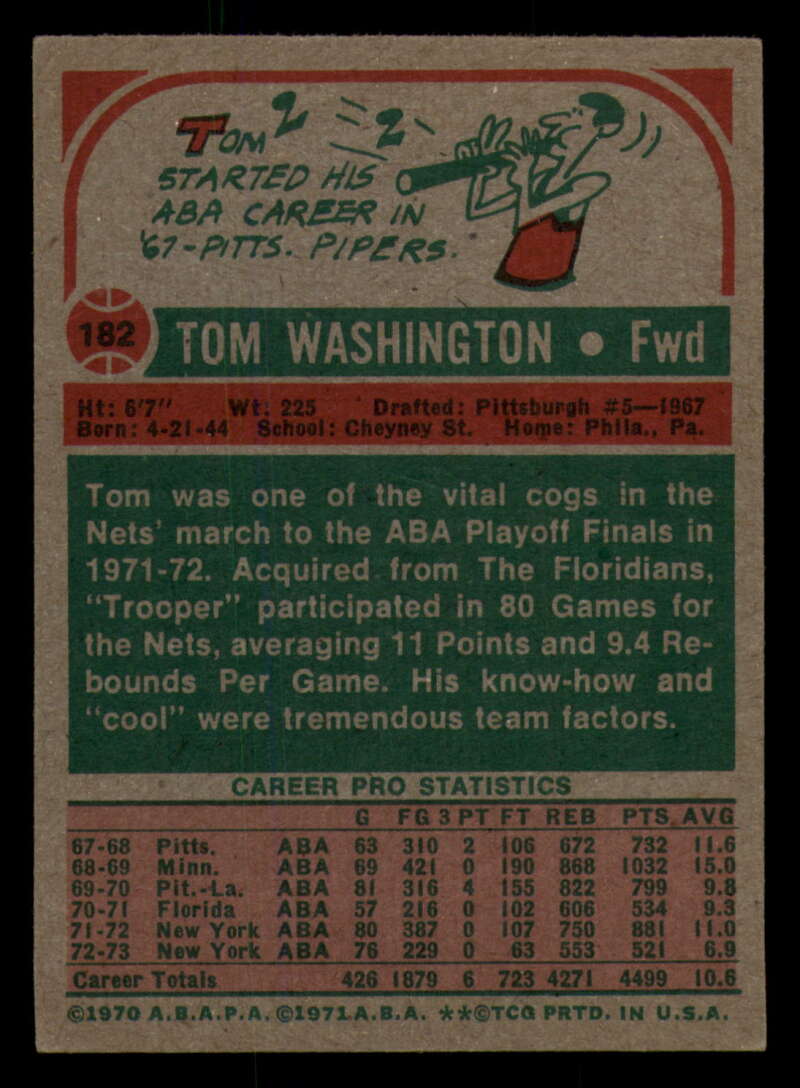 TOM
STARTED HIS
ABA CAREER IN
'67-PITTS. PIPERS.
182
TOM WASHINGTON • Fwd
Ht: 6'7" Wt: 225 Drafted: Pittsburgh #5—1967
Born: 4-21-44 School: Cheyney St. Home: Phila., Pa.
Tom was one of the vital cogs in the
Nets' march to the ABA Playoff Finals in
1971-72. Acquired from The Floridians,
"Trooper" participated in 80 Games for
the Nets, averaging 11 Points and 9.4 Re-
bounds Per Game. His know-how and
"cool" were tremendous team factors.
CAREER PRO STATISTICS
G FG 3 PT FT REB PTS AVG
67-68 Pitts. ABA 63 310 2 106 672 732 11.6
68-69 Minn. ABA 69 421 0 190 868 1032 15.0
69-70 Pit.-La. ABA 81 316 4 155 822 799 9.8
70-71 Florida ABA 57 216 0 102 606 534 9.3
71-72 New York ABA 80 387 0 107 750 881 11.0
72-73 New York ABA 76 229 0 63 553 521 6.9
Career Totals 426 1879 6 723 4271 4499 10.6
©1970 A.B.A.P.A. ©1971 A.B.A. **©TCG PRTD. IN U.S.A.